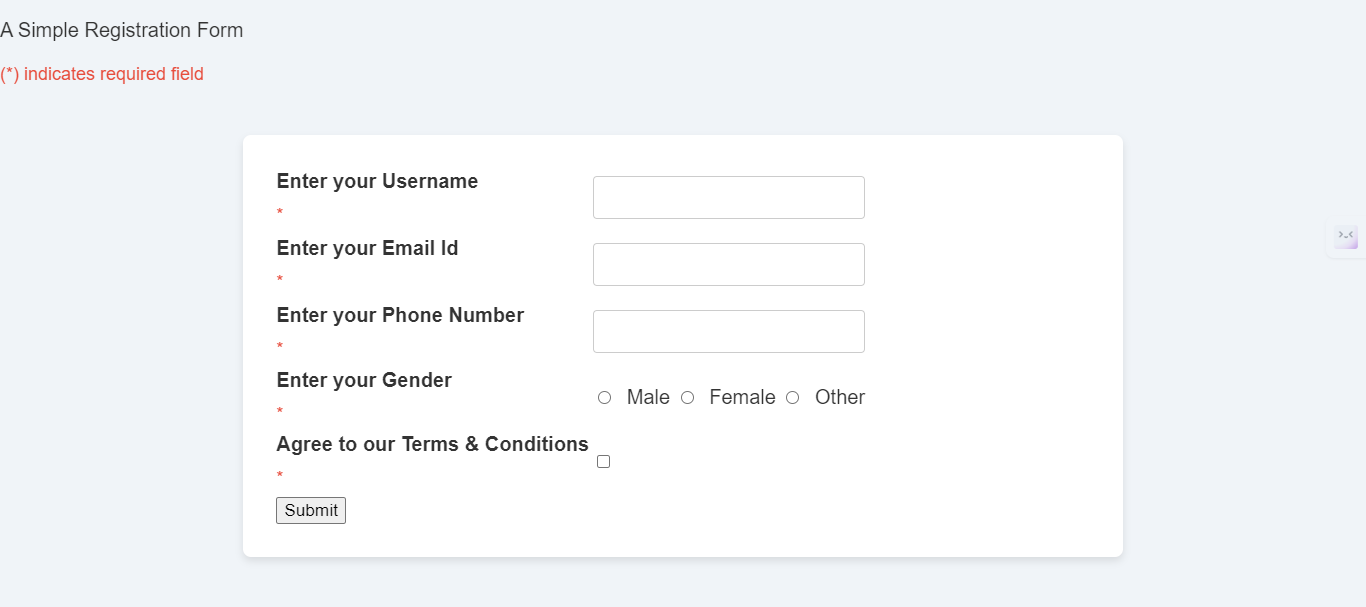 A Simple Registration Form
(*) indicates required field
Enter your Username
*
Enter your Email Id
*
Enter your Phone Number
*
Enter your Gender
*
Male Female Other
Agree to our Terms & Conditions
*
Submit